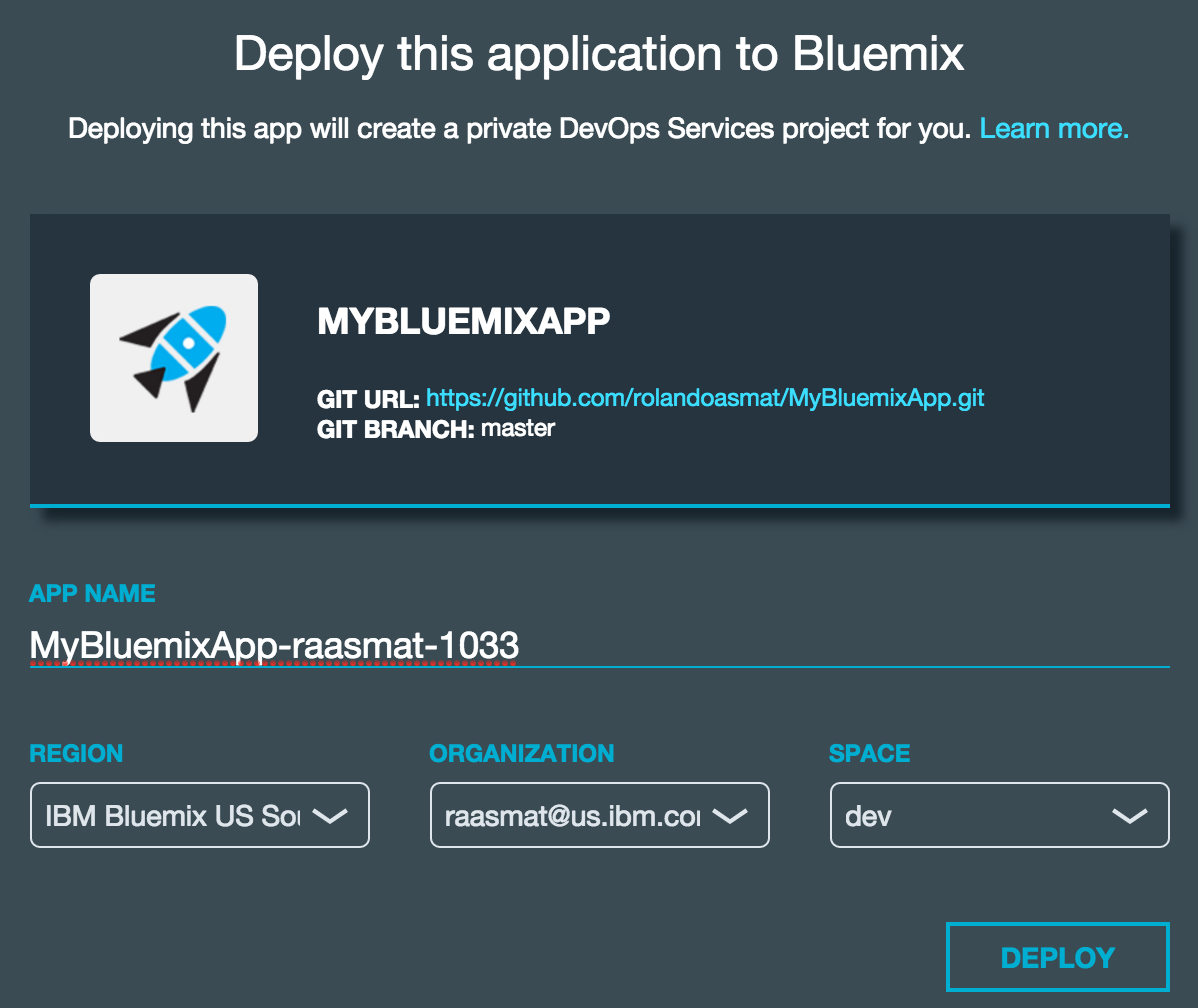 Deploy this application to Bluemix
Deploying this app will create a private DevOps Services project for you. Learn more.
MYBLUEMIXAPP
GIT URL: https://github.com/rolandoasmat/MyBluemixApp.git
GIT BRANCH: master
APP NAME
MyBluemixApp-raasmat-1033
REGION ORGANIZATION SPACE
IBM Bluemix US Sou raasmat@us.ibm.com dev
DEPLOY